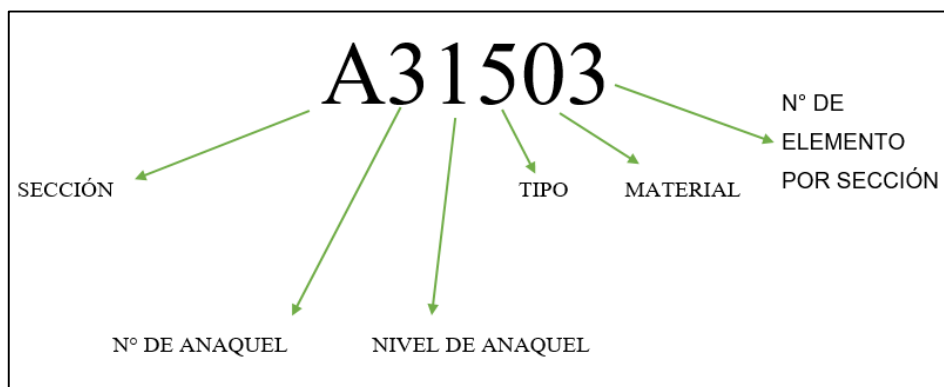 A31503
N° DE
ELEMENTO
POR SECCIÓN
SECCIÓN
TIPO
MATERIAL
N° DE ANAQUEL
NIVEL DE ANAQUEL